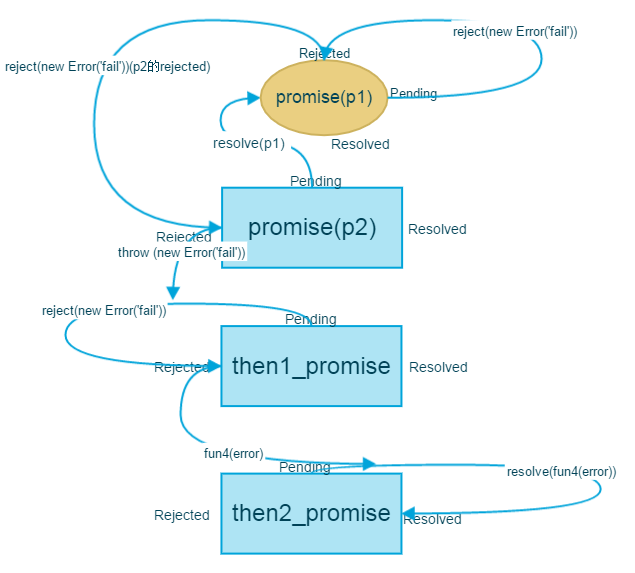 reject(new Error('fail'))
Rejected
reject(new Error('fail'))(p2的rejected)
promise(p1)
Pending
resolve(p1)
Resolved
Pending
promise(p2)
Resolved
Rejected
throw (new Error('fail'))
reject(new Error('fail'))
Pending
Rejected
then1_promise
Resolved
fun4(error)
Pending
resolve(fun4(error))
Rejected
then2_promise
Resolved